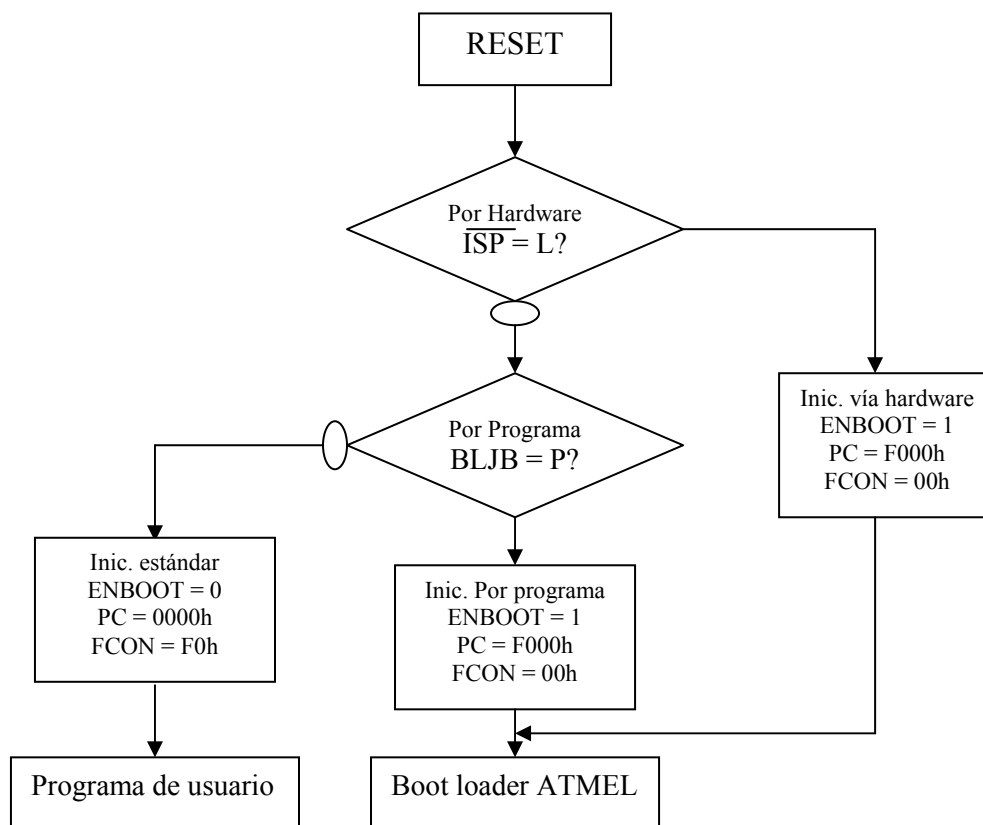 RESET
Por Hardware
I̅S̅P̅ = L?
Inic. vía hardware
ENBOOT = 1
PC = F000h
FCON = 00h
Por Programa
BLJB = P?
Inic. estándar
ENBOOT = 0
PC = 0000h
FCON = F0h
Inic. Por programa
ENBOOT = 1
PC = F000h
FCON = 00h
Programa de usuario
Boot loader ATMEL